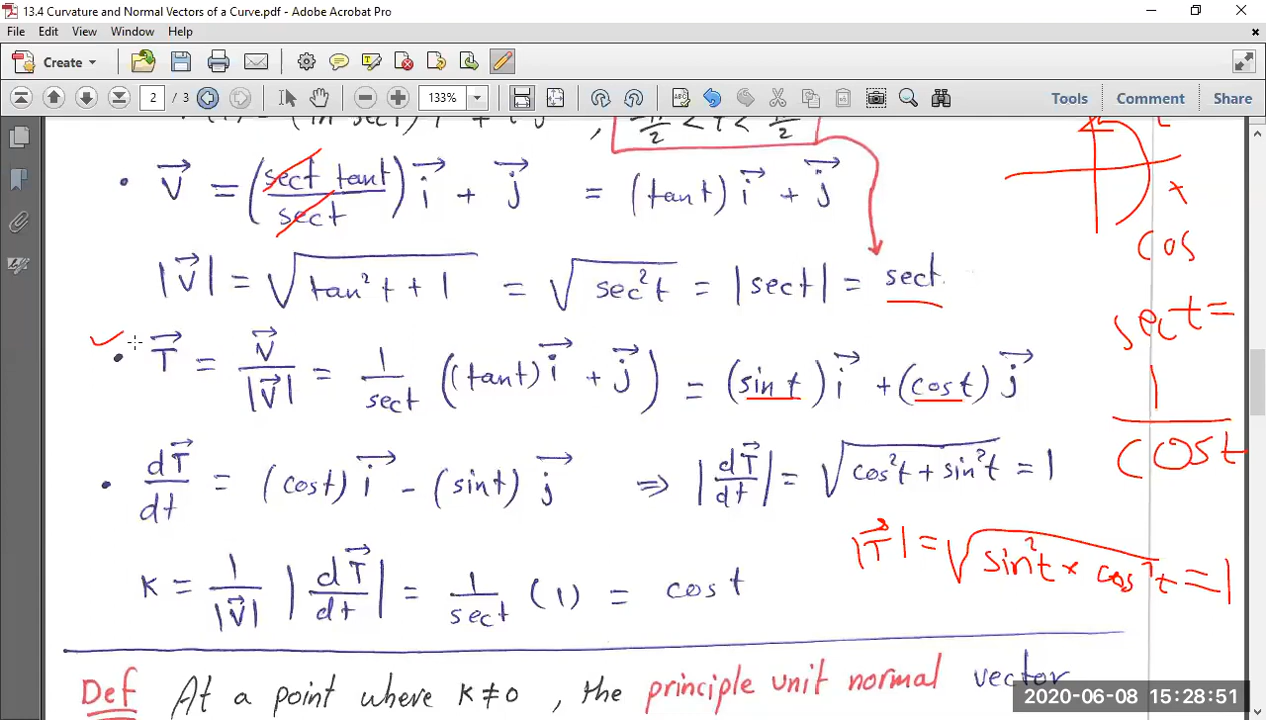 13.4 Curvature and Normal Vectors of a Curve.pdf - Adobe Acrobat Pro
File Edit View Window Help
Create
2 / 3 133% Tools Comment Share
, -π/2 < t < π/2
• V⃗ = (sect tant / sect) i⃗ + j⃗ = (tant) i⃗ + j⃗
x
cos
|V⃗| = √(tan²t + 1) = √(sec²t) = |sect| = sect
sect =
1
cost
• T⃗ = V⃗/|V⃗| = 1/sect ((tant) i⃗ + j⃗) = (sin t) i⃗ + (cos t) j⃗
• dT⃗/dt = (cost) i⃗ - (sint) j⃗ ⇒ |dT⃗/dt| = √(cos²t + sin²t) = 1
|T⃗| = √(sin²t × cos²t) = 1
K = 1/|V⃗| |dT⃗/dt| = 1/sect (1) = cos t
Def At a point where K ≠ 0, the principle unit normal vector
2020-06-08 15:28:51